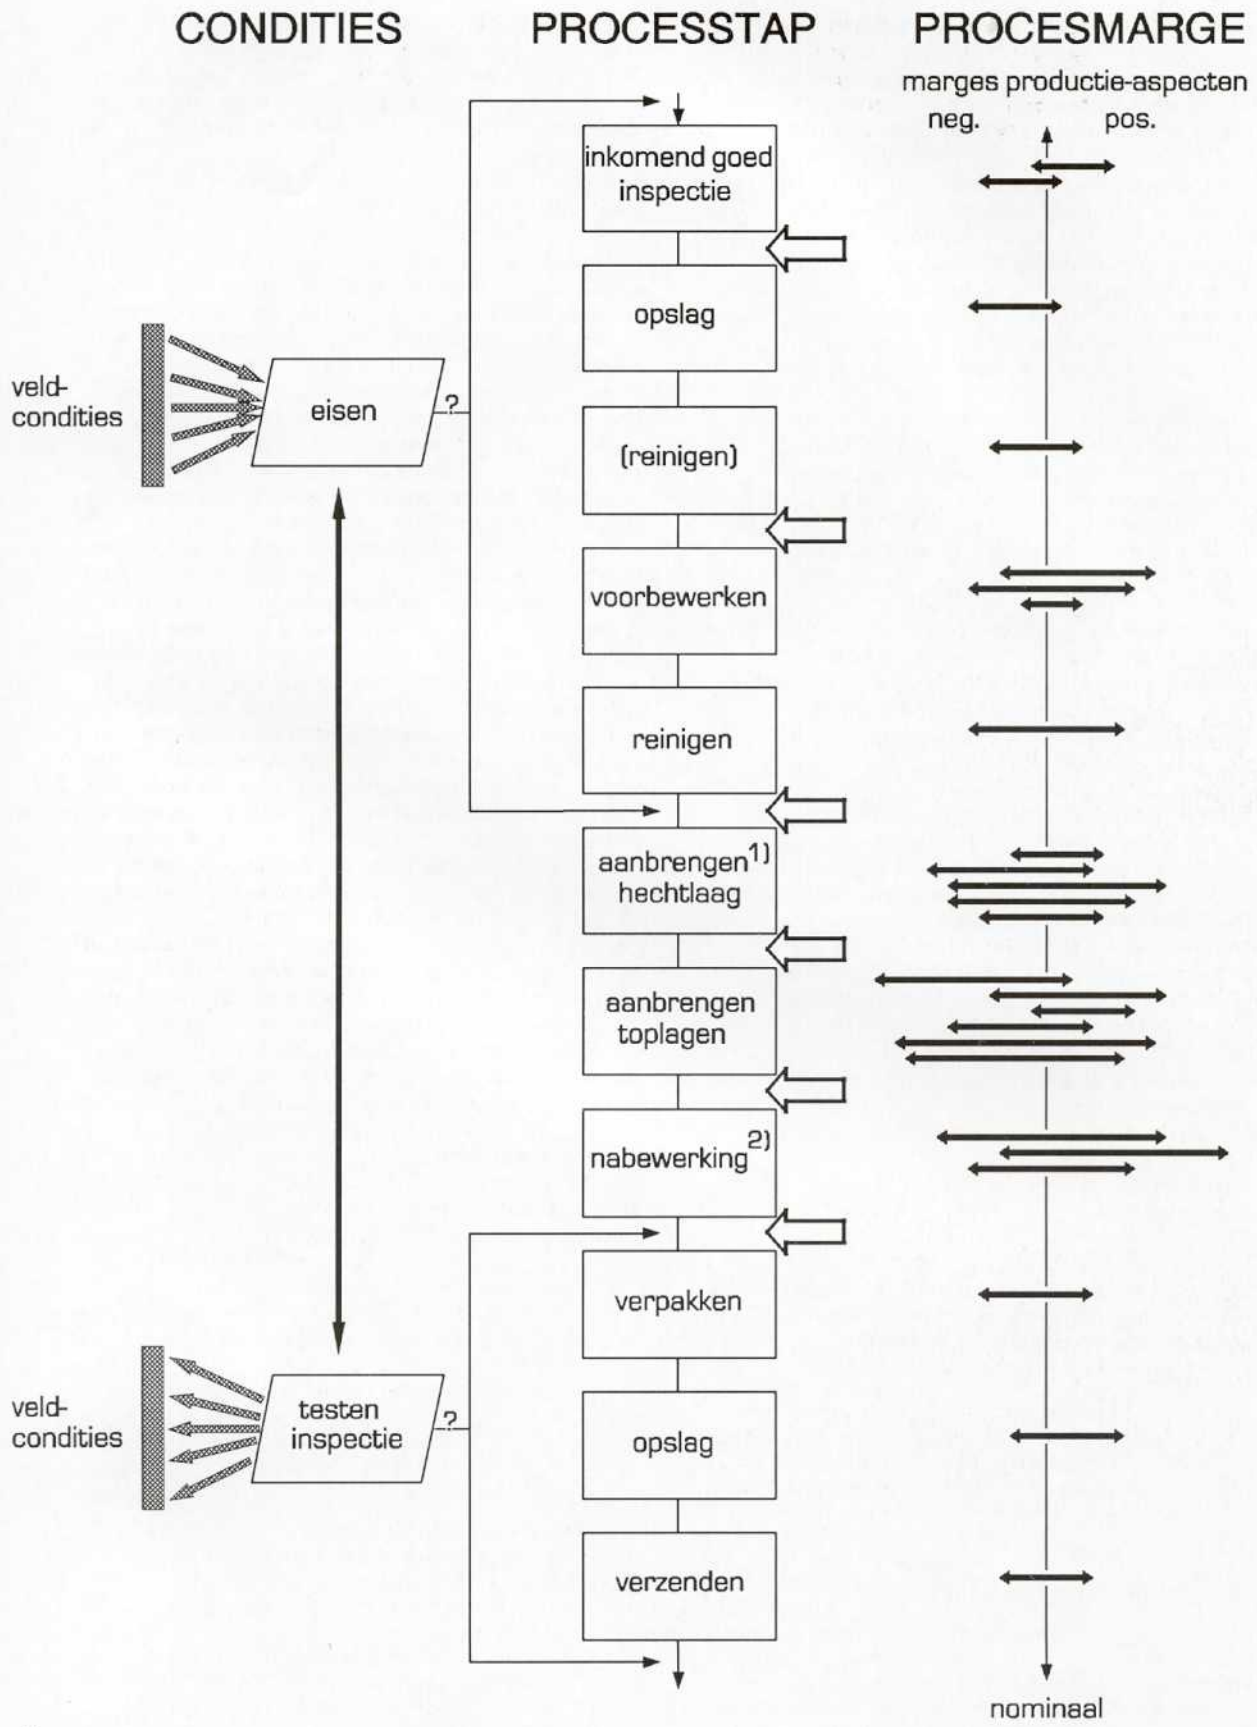 CONDITIES
PROCESSTAP
PROCESMARGE
marges productie-aspecten
neg.
pos.
inkomend goed
inspectie
opslag
veld-
condities
eisen
?
(reinigen)
voorbewerken
reinigen
aanbrengen1)
hechtlaag
aanbrengen
toplagen
nabewerking2)
verpakken
veld-
condities
testen
inspectie
?
opslag
verzenden
nominaal